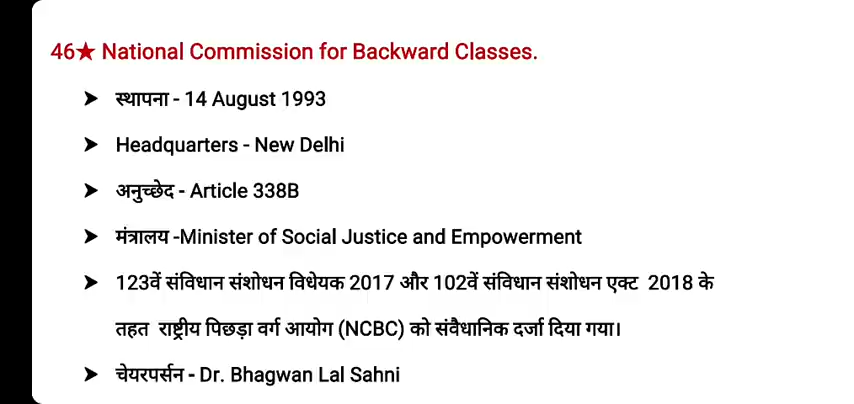 46★ National Commission for Backward Classes.
➤ स्थापना - 14 August 1993
➤ Headquarters - New Delhi
➤ अनुच्छेद - Article 338B
➤ मंत्रालय -Minister of Social Justice and Empowerment
➤ 123वें संविधान संशोधन विधेयक 2017 और 102वें संविधान संशोधन एक्ट 2018 के
तहत राष्ट्रीय पिछड़ा वर्ग आयोग (NCBC) को संवैधानिक दर्जा दिया गया।
➤ चेयरपर्सन - Dr. Bhagwan Lal Sahni